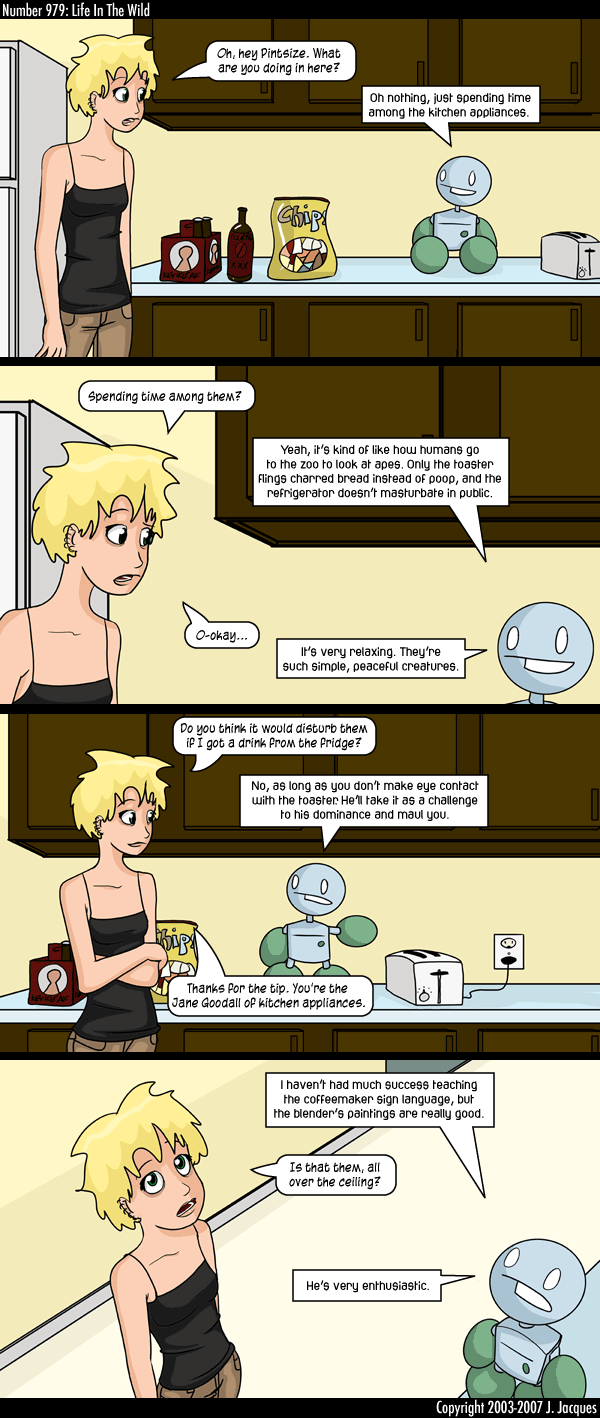 Number 979: Life In The Wild
Oh, hey Pintsize. What
are you doing in here?
Oh nothing, just spending time
among the kitchen appliances.
Chips
XXX
Spending time among them?
Yeah, it's kind of like how humans go
to the zoo to look at apes. Only the toaster
flings charred bread instead of poop, and the
refrigerator doesn't masturbate in public.
O-okay...
It's very relaxing. They're
such simple, peaceful creatures.
Do you think it would disturb them
if I got a drink from the fridge?
No, as long as you don't make eye contact
with the toaster. He'll take it as a challenge
to his dominance and maul you.
hips
Thanks for the tip. You're the
Jane Goodall of kitchen appliances.
I haven't had much success teaching
the coffeemaker sign language, but
the blender's paintings are really good.
Is that them, all
over the ceiling?
He's very enthusiastic.
Copyright 2003-2007 J. Jacques